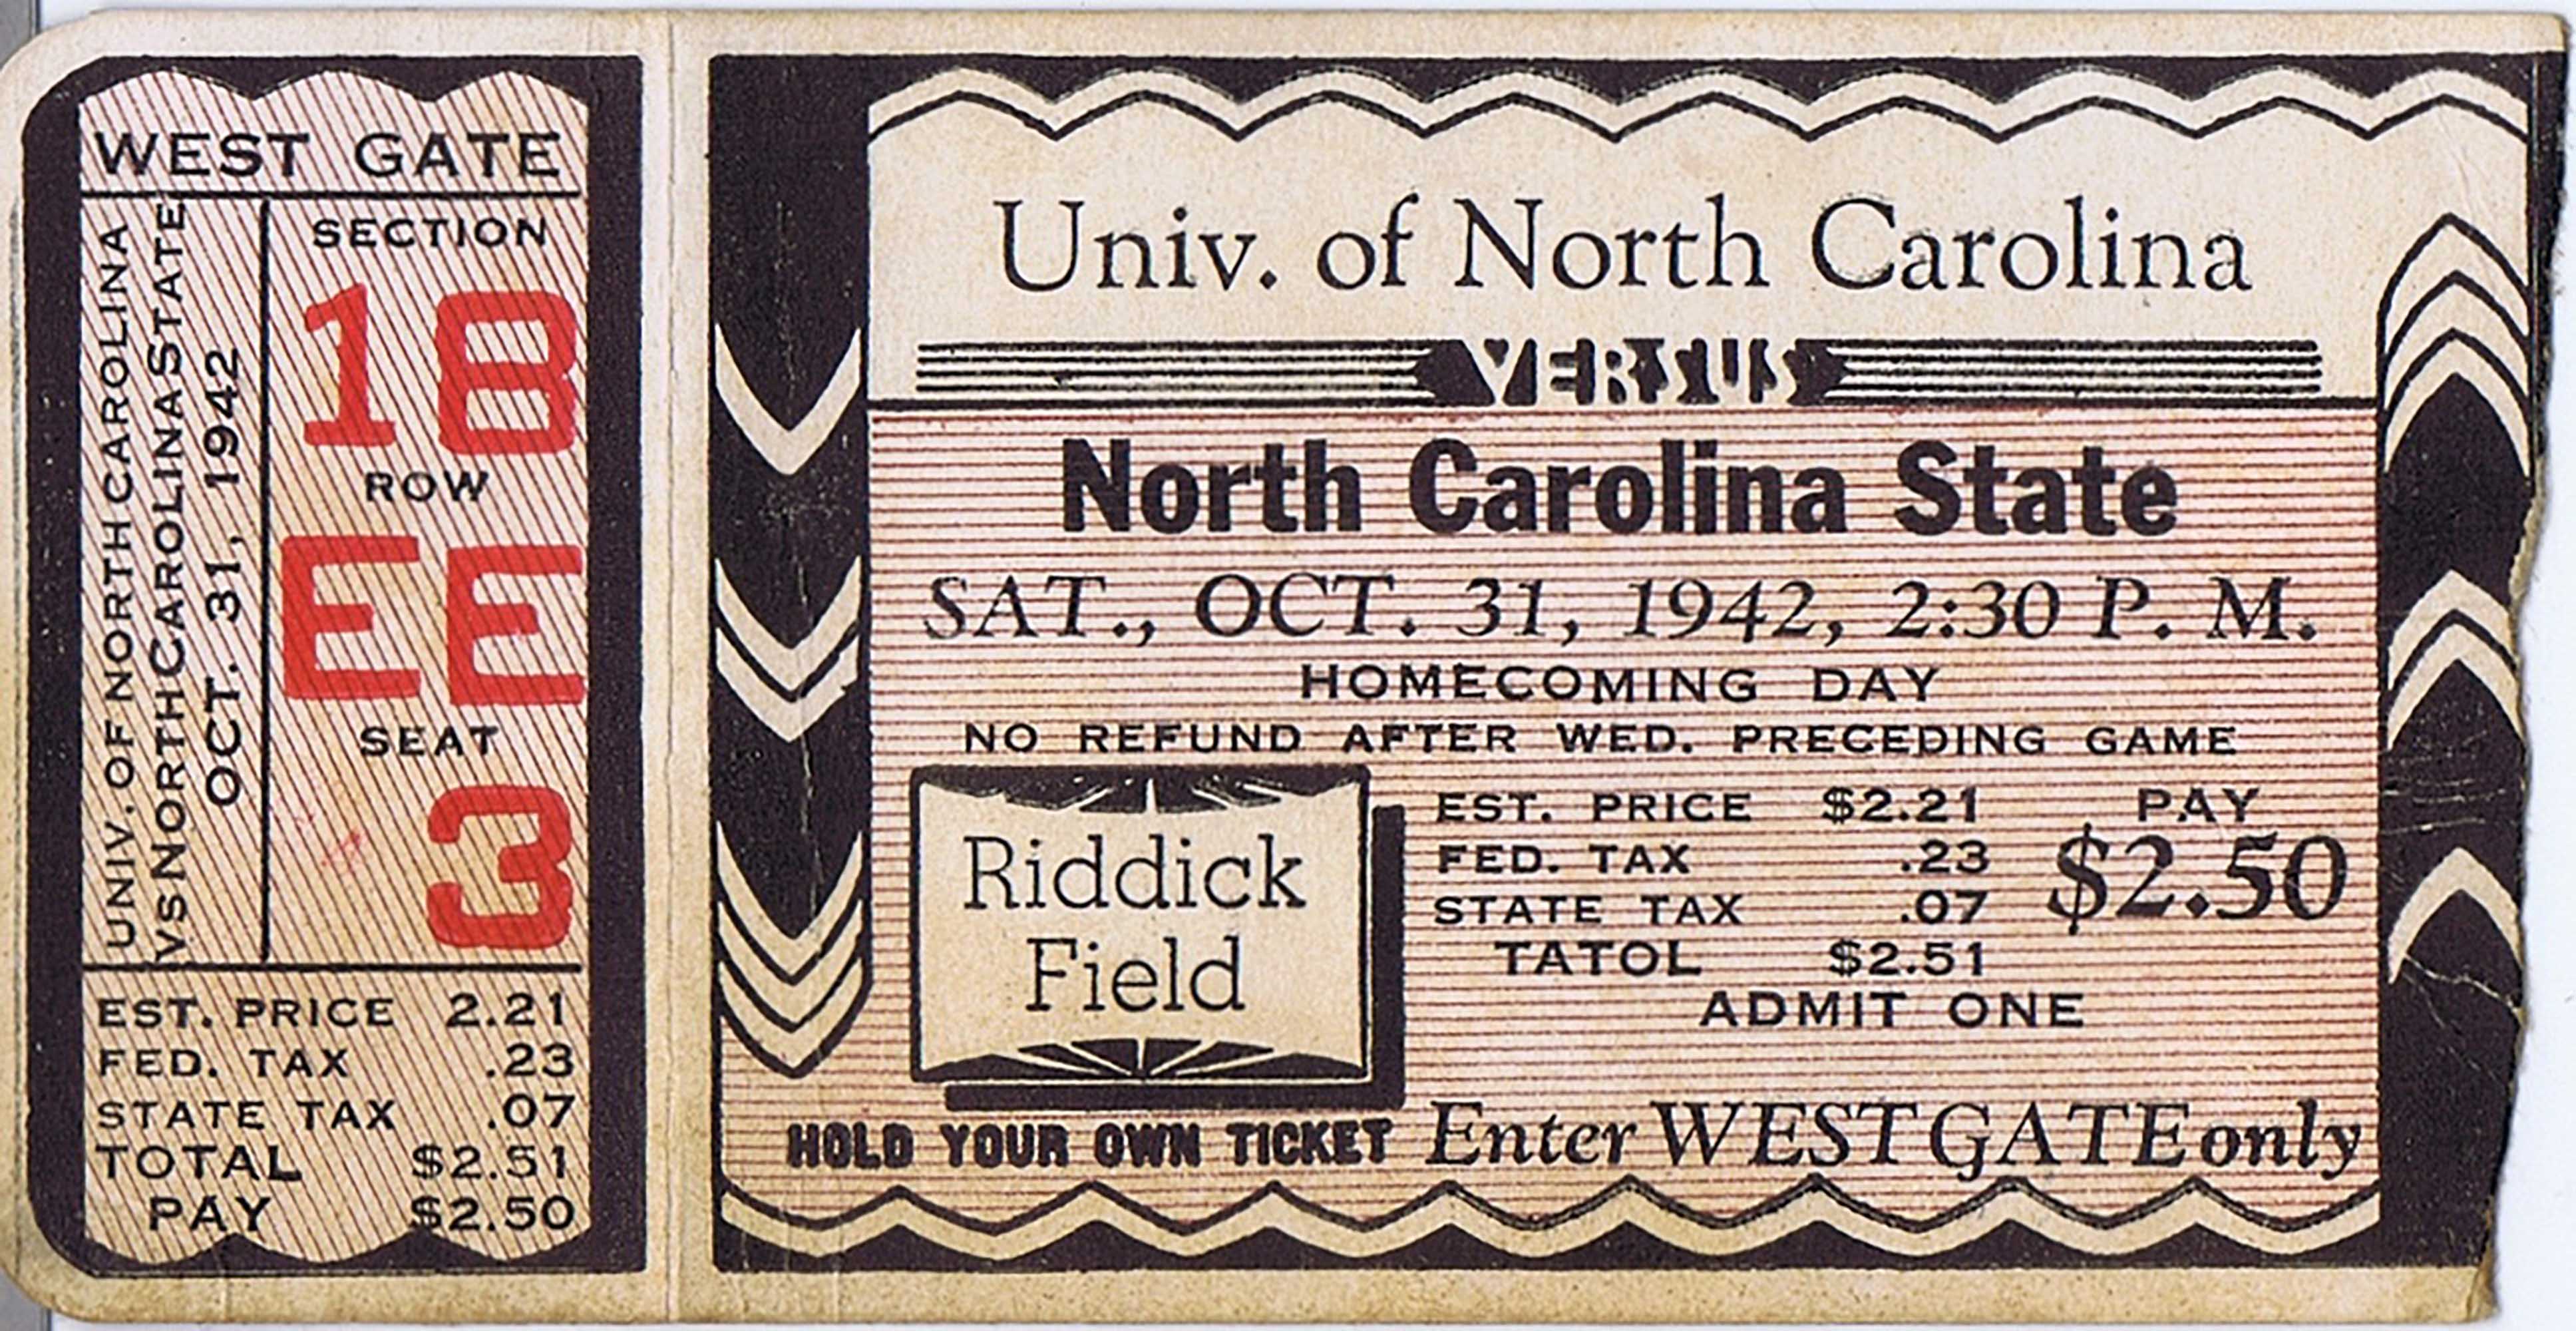 WEST GATE
UNIV. OF NORTH CAROLINA
VS NORTH CAROLINA STATE
OCT. 31, 1942
SECTION
18
ROW
EE
SEAT
3
EST. PRICE 2.21
FED. TAX .23
STATE TAX .07
TOTAL $2.51
PAY $2.50
Univ. of North Carolina
VERSUS
North Carolina State
SAT., OCT. 31, 1942, 2:30 P. M.
HOMECOMING DAY
NO REFUND AFTER WED. PRECEDING GAME
Riddick
Field
EST. PRICE $2.21
FED. TAX .23
STATE TAX .07
TATOL $2.51
PAY
$2.50
ADMIT ONE
HOLD YOUR OWN TICKET Enter WEST GATE only